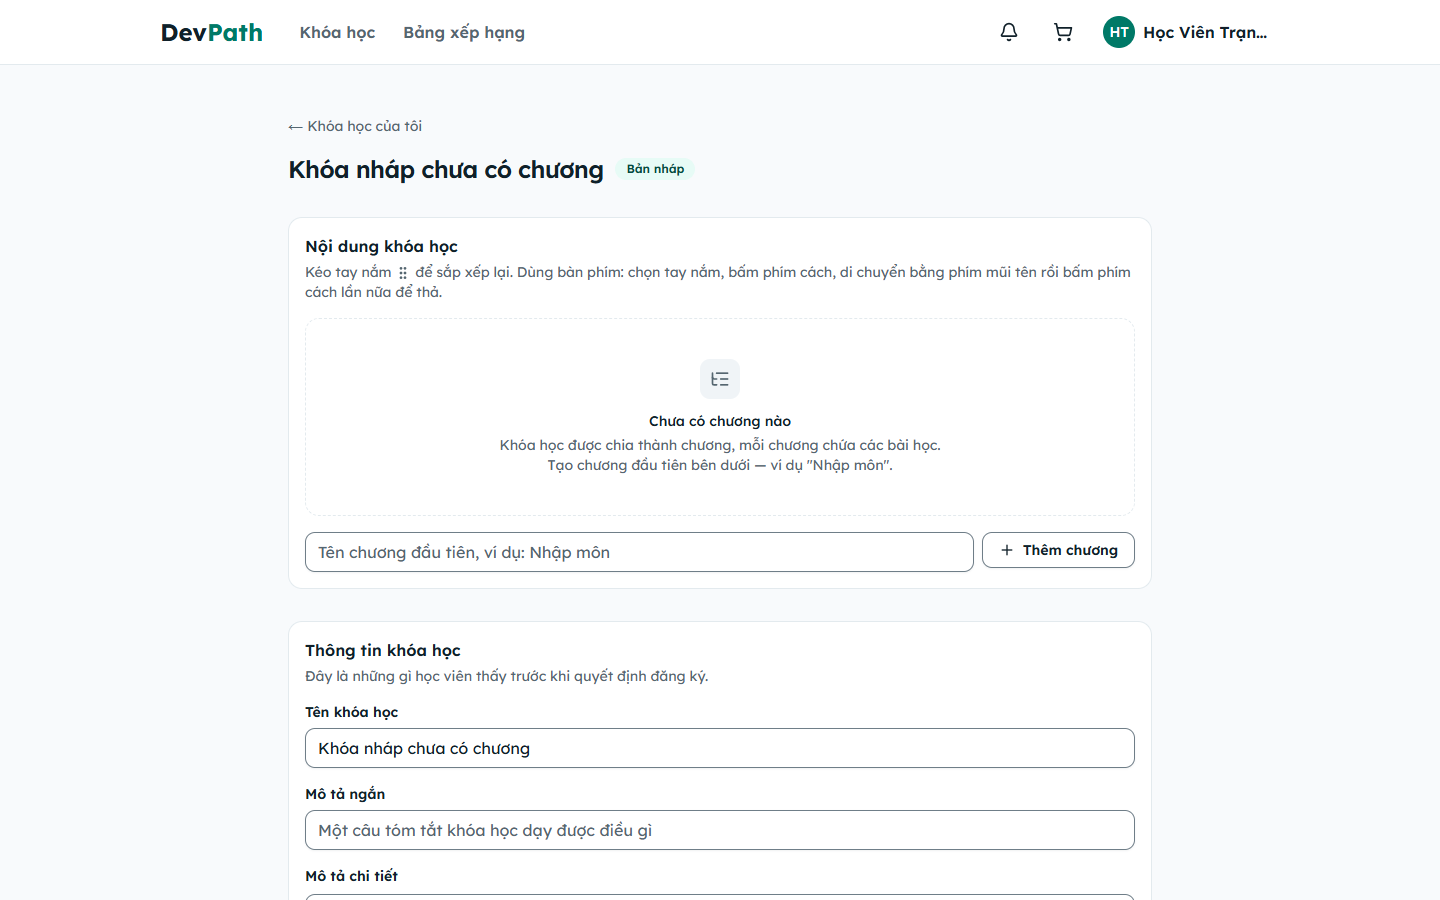 DevPath
Khóa học
Bảng xếp hạng
HT
Học Viên Trạn...
← Khóa học của tôi
Khóa nháp chưa có chương
Bản nháp
Nội dung khóa học
Kéo tay nắm ⠿ để sắp xếp lại. Dùng bàn phím: chọn tay nắm, bấm phím cách, di chuyển bằng phím mũi tên rồi bấm phím
cách lần nữa để thả.
Chưa có chương nào
Khóa học được chia thành chương, mỗi chương chứa các bài học.
Tạo chương đầu tiên bên dưới — ví dụ "Nhập môn".
Tên chương đầu tiên, ví dụ: Nhập môn
Thêm chương
Thông tin khóa học
Đây là những gì học viên thấy trước khi quyết định đăng ký.
Tên khóa học
Khóa nháp chưa có chương
Mô tả ngắn
Một câu tóm tắt khóa học dạy được điều gì
Mô tả chi tiết